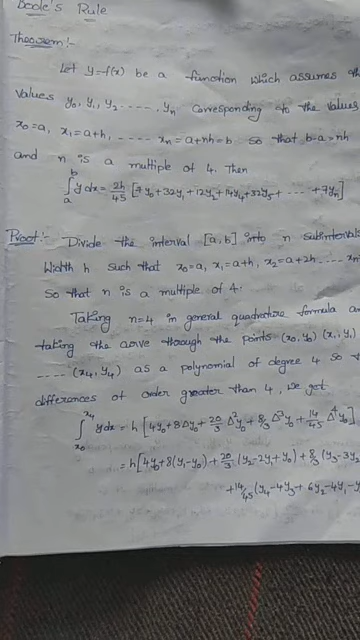 Boole's Rule
Theorem:-
Let y=f(x) be a function which assumes the
values y₀, y₁, y₂ ...... yₙ corresponding to the values
x₀=a, x₁=a+h, ...... xₙ=a+nh=b so that b-a=nh
and n is a multiple of 4. Then
∫ₐᵇ y dx = 2h/45 [7y₀+32y₁+12y₂+14y₄+32y₅+ ...... +7yₙ]
Proof:- Divide the interval [a,b] into n subintervals
Width h such that x₀=a, x₁=a+h, x₂=a+2h .....
So that n is a multiple of 4.
Taking n=4 in general quadrature formula
taking the curve through the points (x₀,y₀) (x₁,y₁)
.... (x₄,y₄) as a polynomial of degree 4 so
differences of order greater than 4, we get
∫ₓ₀ˣ⁴ y dx = h [4y₀+8Δy₀+20/3 Δ²y₀+8/3 Δ³y₀+14/45 Δ⁴y₀]
= h [4y₀+8(y₁-y₀)+20/3 (y₂-2y₁+y₀)+8/3 (y₃-3y₂
+14/45 (y₄-4y₃+6y₂-4y₁-